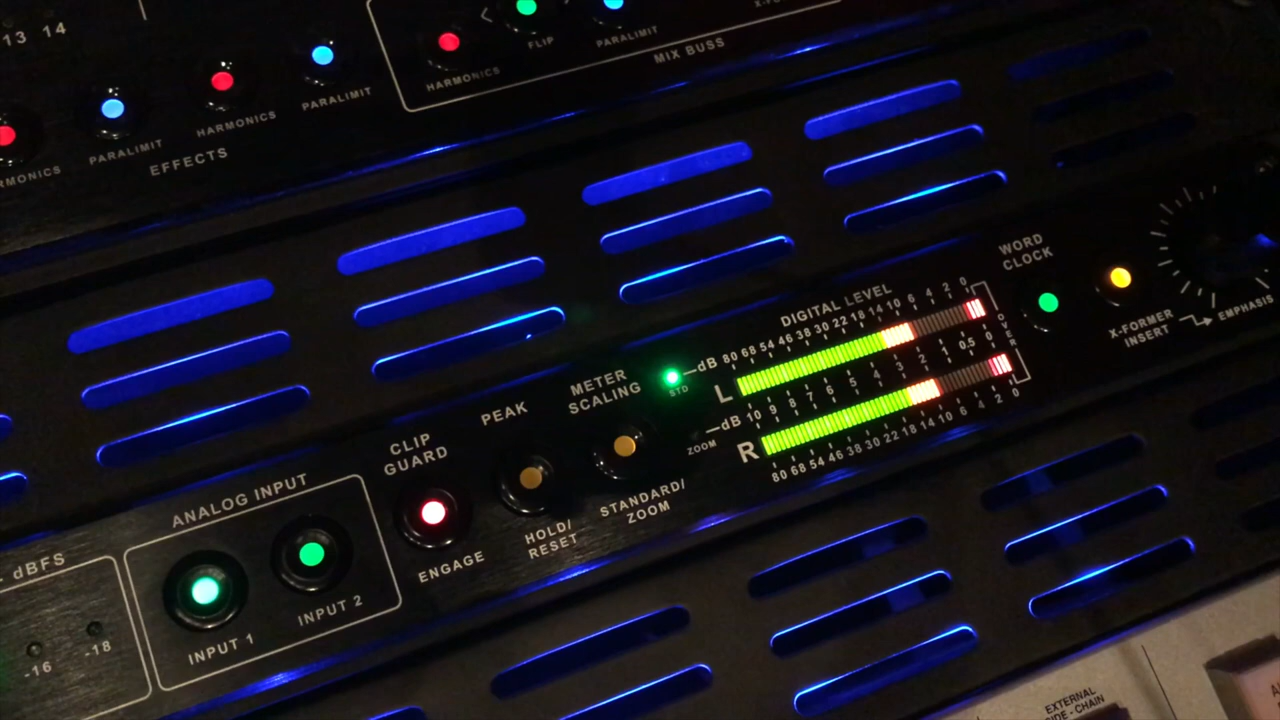 13 14
HARMONICS
PARALIMIT
HARMONICS
PARALIMIT
EFFECTS
HARMONICS
FLIP
PARALIMIT
MIX BUSS
dBFS
-16
-18
ANALOG INPUT
INPUT 1
INPUT 2
CLIP
GUARD
ENGAGE
PEAK
HOLD/
RESET
METER
SCALING
STANDARD/
ZOOM
STD
ZOOM
DIGITAL LEVEL
dB 80 68 54 46 38 30 22 18 14 10 6 4 2 0
L
dB 10 9 8 7 6 5 4 3 2 1 0.5 0
R
80 68 54 46 38 30 22 18 14 10 6 4 2 0
OVER
WORD
CLOCK
X-FORMER
INSERT
EMPHASIS
EXTERNAL
SIDE - CHAIN